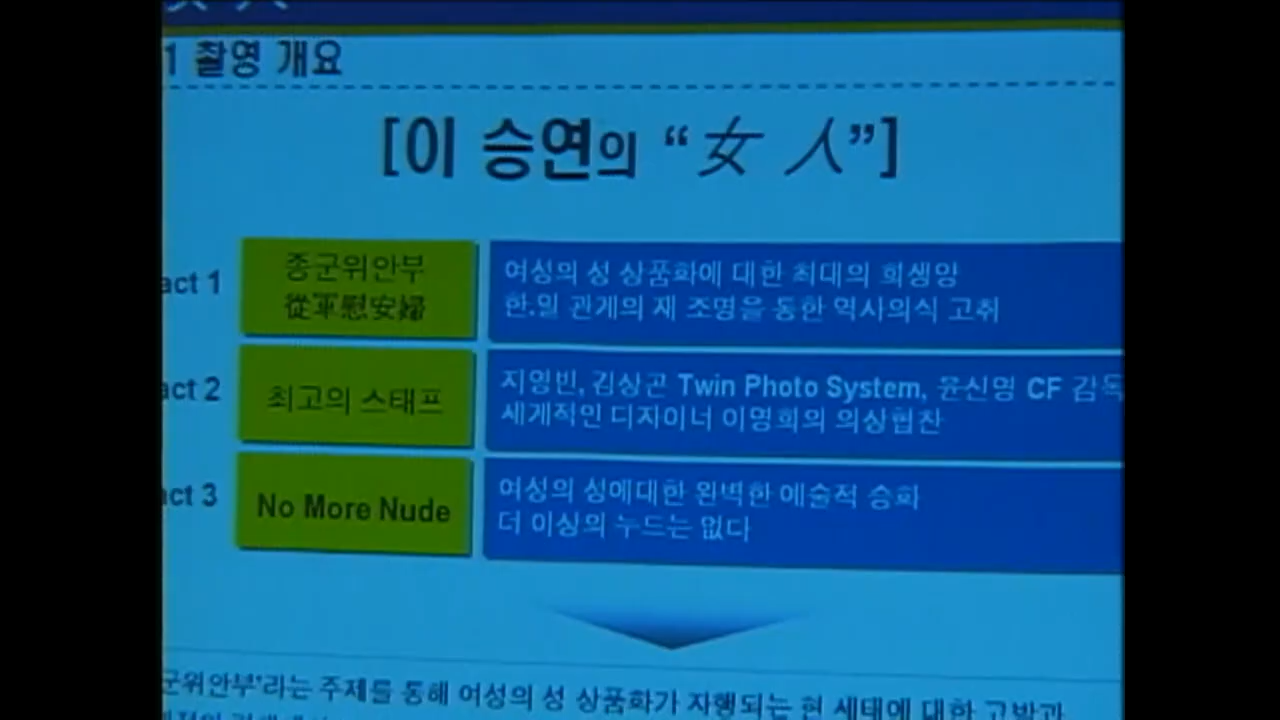 1 촬영 개요
[이 승연의 “女 人”]
act 1
종군위안부
從軍慰安婦
여성의 성 상품화에 대한 최대의 희생양
한.일 관계의 재 조명을 통한 역사의식 고취
act 2
최고의 스태프
지영빈, 김상곤 Twin Photo System, 윤신영 CF 감독
세계적인 디자이너 이명희의 의상협찬
act 3
No More Nude
여성의 성에대한 완벽한 예술적 승화
더 이상의 누드는 없다
군위안부'라는 주제를 통해 여성의 성 상품화가 자행되는 현 세태에 대한 고발과